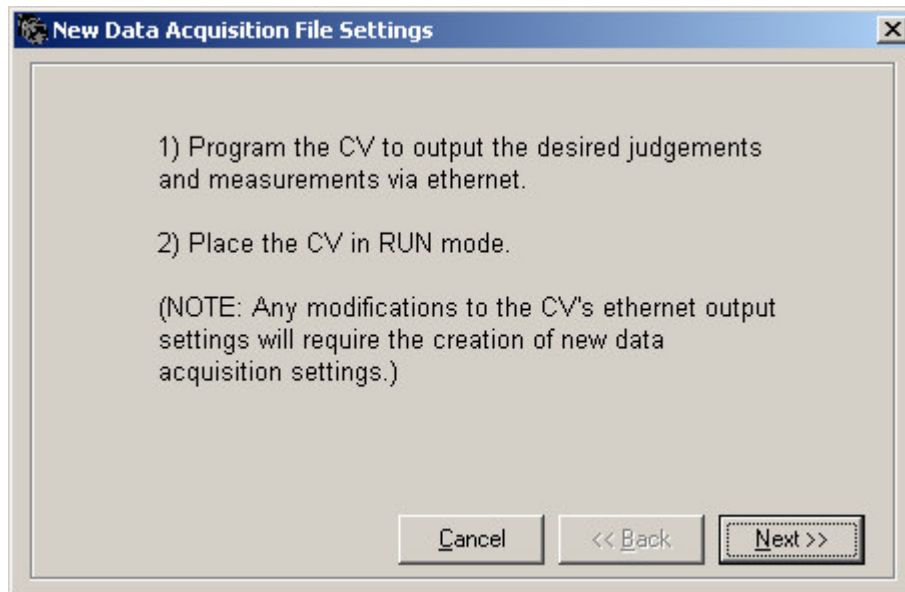 New Data Acquisition File Settings
1) Program the CV to output the desired judgements
and measurements via ethernet.
2) Place the CV in RUN mode.
(NOTE: Any modifications to the CV's ethernet output
settings will require the creation of new data
acquisition settings.)
Cancel
<< Back
Next >>